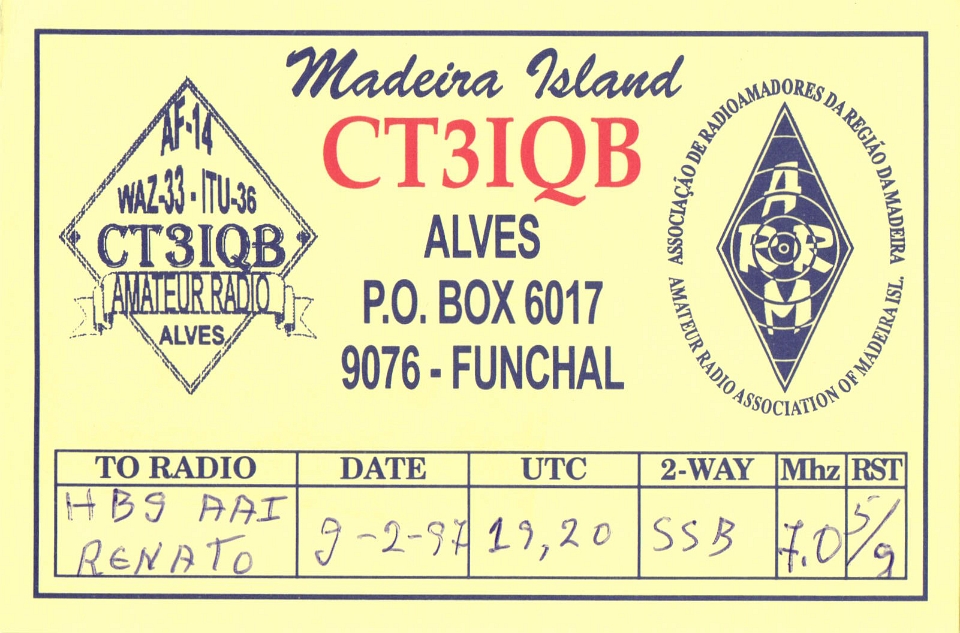 Madeira Island
CT3IQB
ALVES
P.O. BOX 6017
9076 - FUNCHAL
AF-14
WAZ-33 - ITU-36
CT3IQB
AMATEUR RADIO
ALVES
ASSOCIAÇÃO DE RADIOAMADORES DA REGIÃO DA MADEIRA
AMATEUR RADIO ASSOCIATION OF MADEIRA ISL.
A
RQR
M
TO RADIO DATE UTC 2-WAY Mhz RST
HB9 AAI 9-2-97 19,20 SSB 7.0 5/9
RENATO